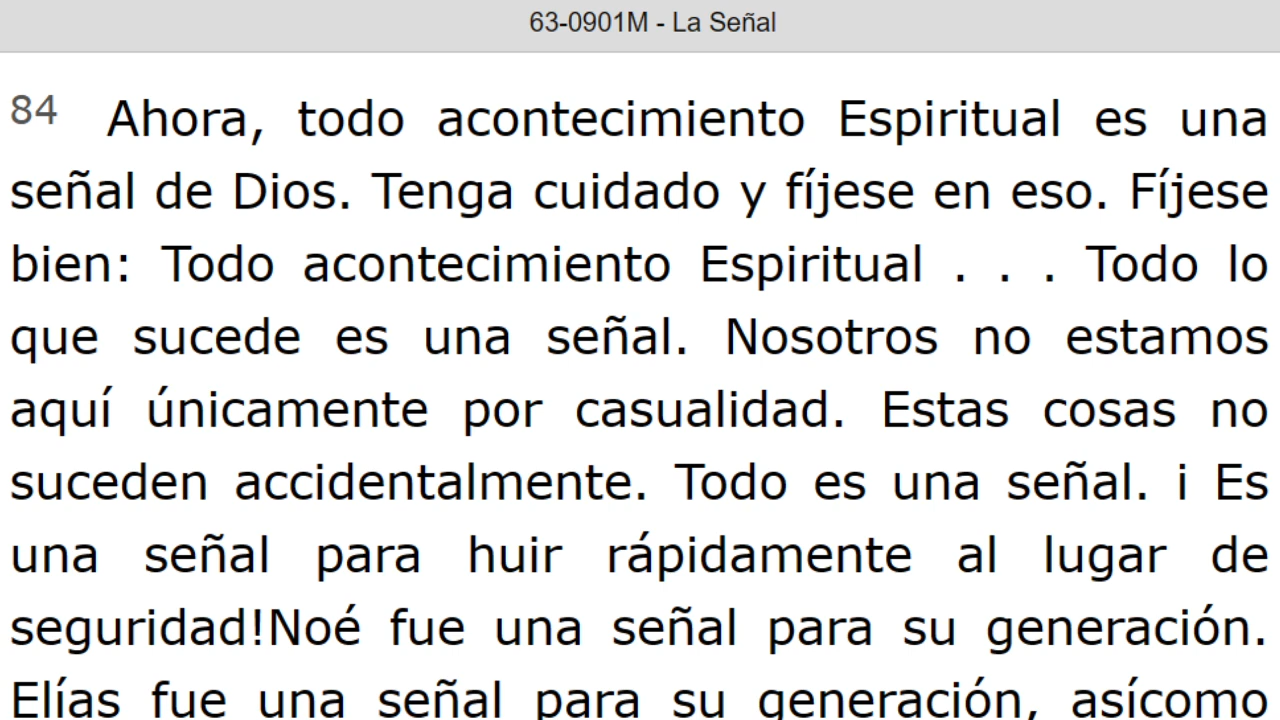 63-0901M - La Señal
84 Ahora, todo acontecimiento Espiritual es una
señal de Dios. Tenga cuidado y fíjese en eso. Fíjese
bien: Todo acontecimiento Espiritual . . . Todo lo
que sucede es una señal. Nosotros no estamos
aquí únicamente por casualidad. Estas cosas no
suceden accidentalmente. Todo es una señal. i Es
una señal para huir rápidamente al lugar de
seguridad!Noé fue una señal para su generación.
Elías fue una señal para su generación, asícomo